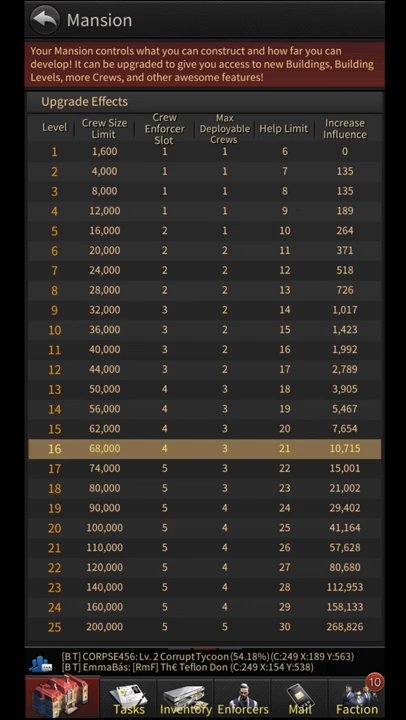 Mansion
Your Mansion controls what you can construct and how far you can
develop! It can be upgraded to give you access to new Buildings, Building
Levels, more Crews, and other awesome features!
Upgrade Effects
Level Crew Size Limit Crew Enforcer Slot Max Deployable Crews Help Limit Increase Influence
1 1,600 1 1 6 0
2 4,000 1 1 7 135
3 8,000 1 1 8 135
4 12,000 1 1 9 189
5 16,000 2 1 10 264
6 20,000 2 2 11 371
7 24,000 2 2 12 518
8 28,000 2 2 13 726
9 32,000 3 2 14 1,017
10 36,000 3 2 15 1,423
11 40,000 3 2 16 1,992
12 44,000 3 2 17 2,789
13 50,000 4 3 18 3,905
14 56,000 4 3 19 5,467
15 62,000 4 3 20 7,654
16 68,000 4 3 21 10,715
17 74,000 5 3 22 15,001
18 80,000 5 3 23 21,002
19 90,000 5 4 24 29,402
20 100,000 5 4 25 41,164
21 110,000 5 4 26 57,628
22 120,000 5 4 27 80,680
23 140,000 5 4 28 112,953
24 160,000 5 4 29 158,133
25 200,000 5 5 30 268,826
[B T] CORPSE456: Lv. 2 Corrupt Tycoon (54.18%) (C:249 X:189 Y:563)
[B T] EmmaBás: [RmF] Th€ Teflon Don (C:249 X:154 Y:538)
10
Tasks Inventory Enforcers Mail Faction